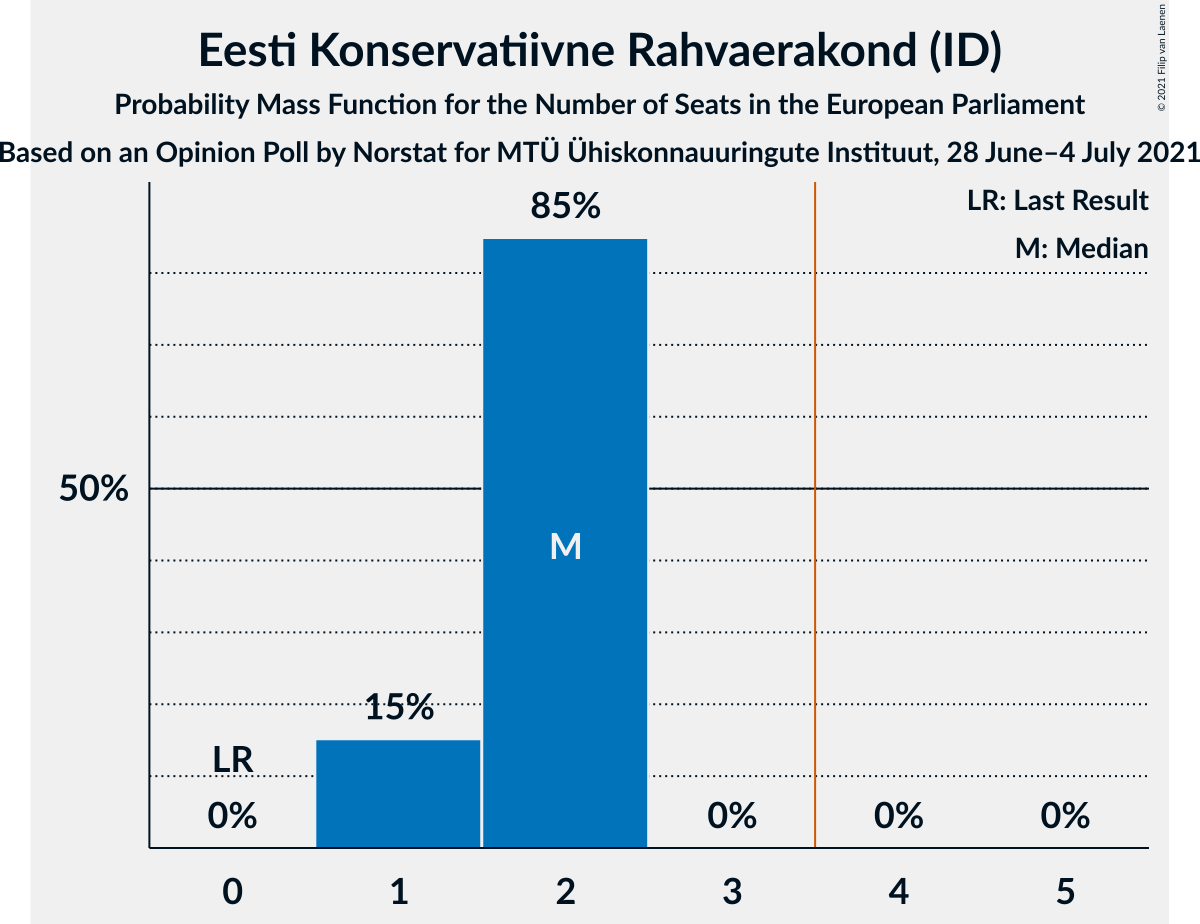 Eesti Konservatiivne Rahvaerakond (ID)
Probability Mass Function for the Number of Seats in the European Parliament
Based on an Opinion Poll by Norstat for MTÜ Ühiskonnauuringute Instituut, 28 June–4 July 2021
© 2021 Filip van Laenen
LR: Last Result
M: Median
85%
50%
M
15%
LR
0%
0%
0%
0%
0
1
2
3
4
5